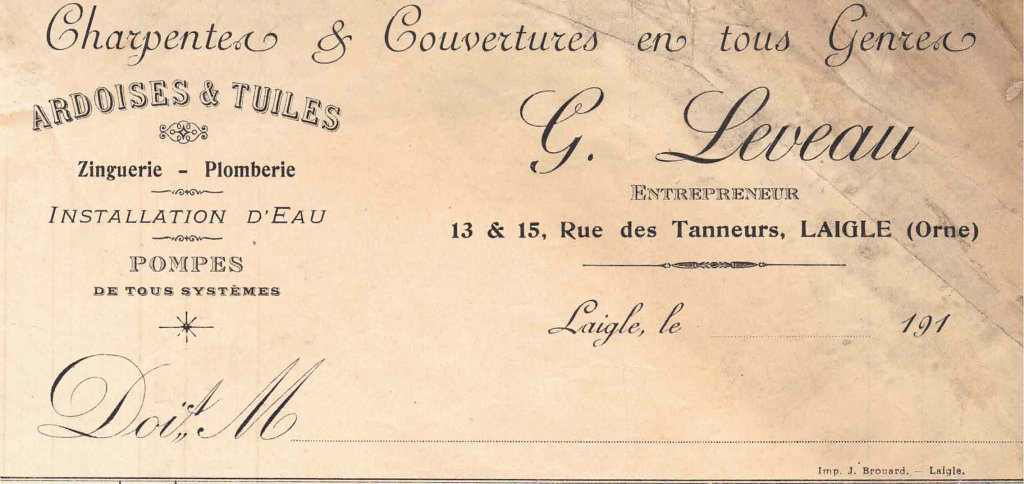 Charpentes & Couvertures en tous Genres
ARDOISES & TUILES
Zinguerie - Plomberie
INSTALLATION D'EAU
POMPES
DE TOUS SYSTÈMES
G. Leveau
ENTREPRENEUR
13 & 15, Rue des Tanneurs, LAIGLE (Orne)
Laigle, le 191
Doit M
Imp. J. Brouard. – Laigle.